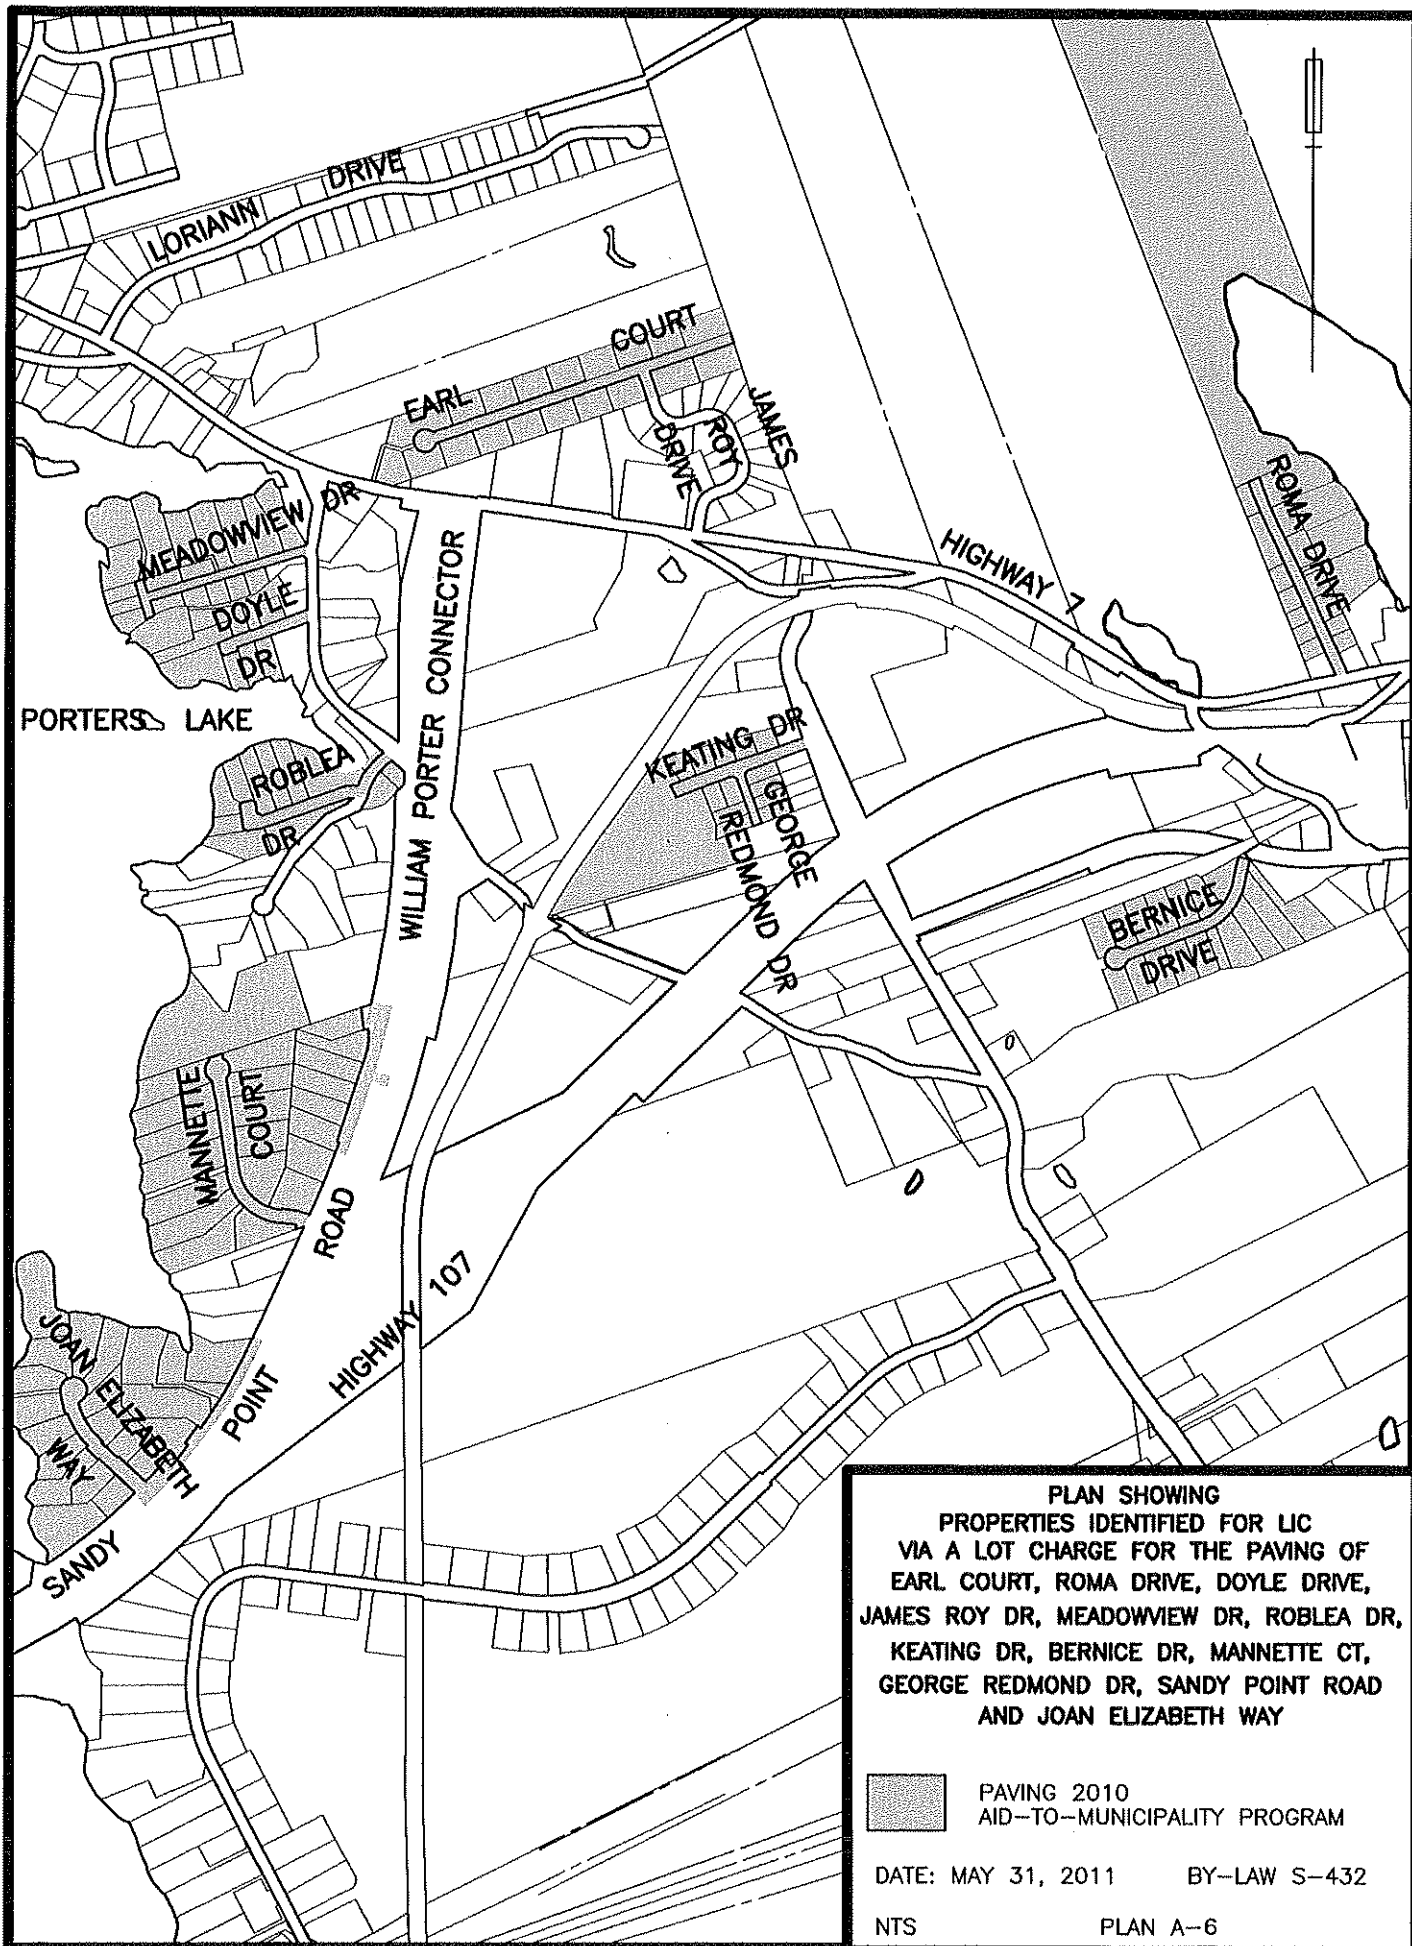 LORIANN DRIVE
EARL COURT
JAMES
ROY
DRIVE
ROMA DRIVE
MEADOWVIEW DR
DOYLE
DR
HIGHWAY 7
WILLIAM PORTER CONNECTOR
PORTERS LAKE
ROBLEA
DR
KEATING DR
GEORGE
REDMOND DR
BERNICE
DRIVE
MANNETTE
COURT
ROAD
HIGHWAY 107
JOAN ELIZABETH
WAY
POINT
SANDY
PLAN SHOWING
PROPERTIES IDENTIFIED FOR LIC
VIA A LOT CHARGE FOR THE PAVING OF
EARL COURT, ROMA DRIVE, DOYLE DRIVE,
JAMES ROY DR, MEADOWVIEW DR, ROBLEA DR,
KEATING DR, BERNICE DR, MANNETTE CT,
GEORGE REDMOND DR, SANDY POINT ROAD
AND JOAN ELIZABETH WAY
PAVING 2010
AID-TO-MUNICIPALITY PROGRAM
DATE: MAY 31, 2011 BY-LAW S-432
NTS PLAN A-6